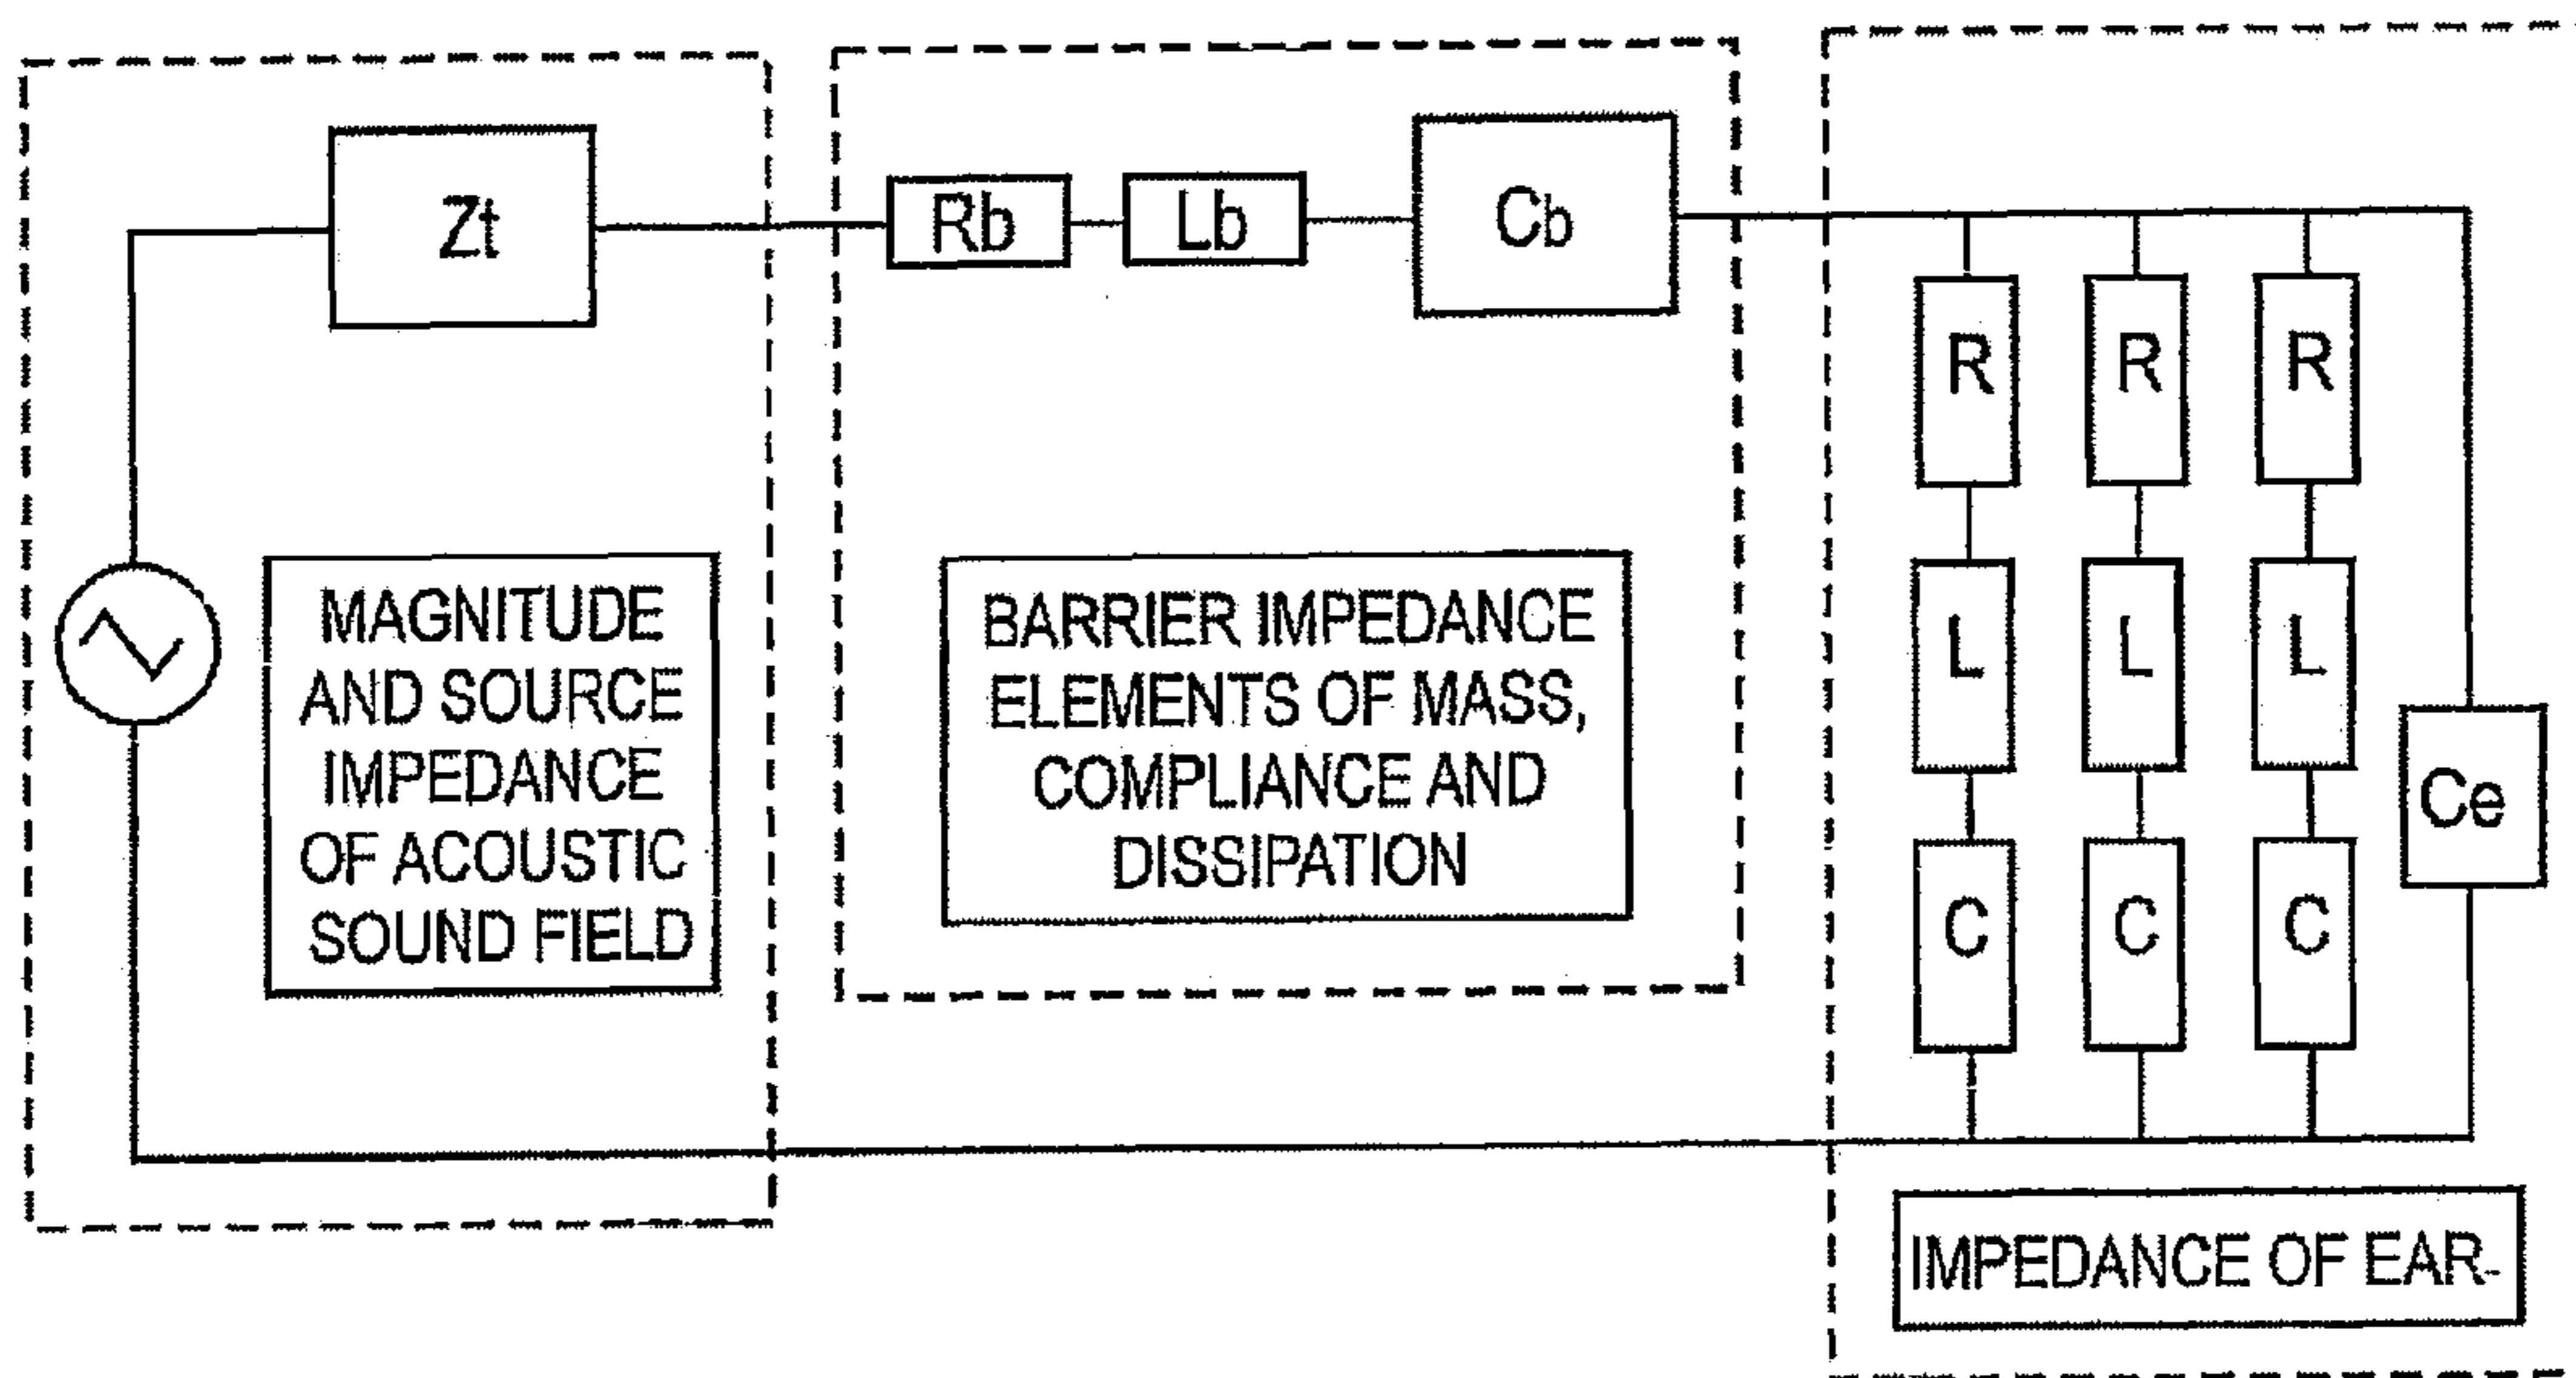 Zt
Rb
Lb
Cb
R
R
R
L
L
L
C
C
C
Ce
MAGNITUDE
AND SOURCE
IMPEDANCE
OF ACOUSTIC
SOUND FIELD
BARRIER IMPEDANCE
ELEMENTS OF MASS,
COMPLIANCE AND
DISSIPATION
IMPEDANCE OF EAR-